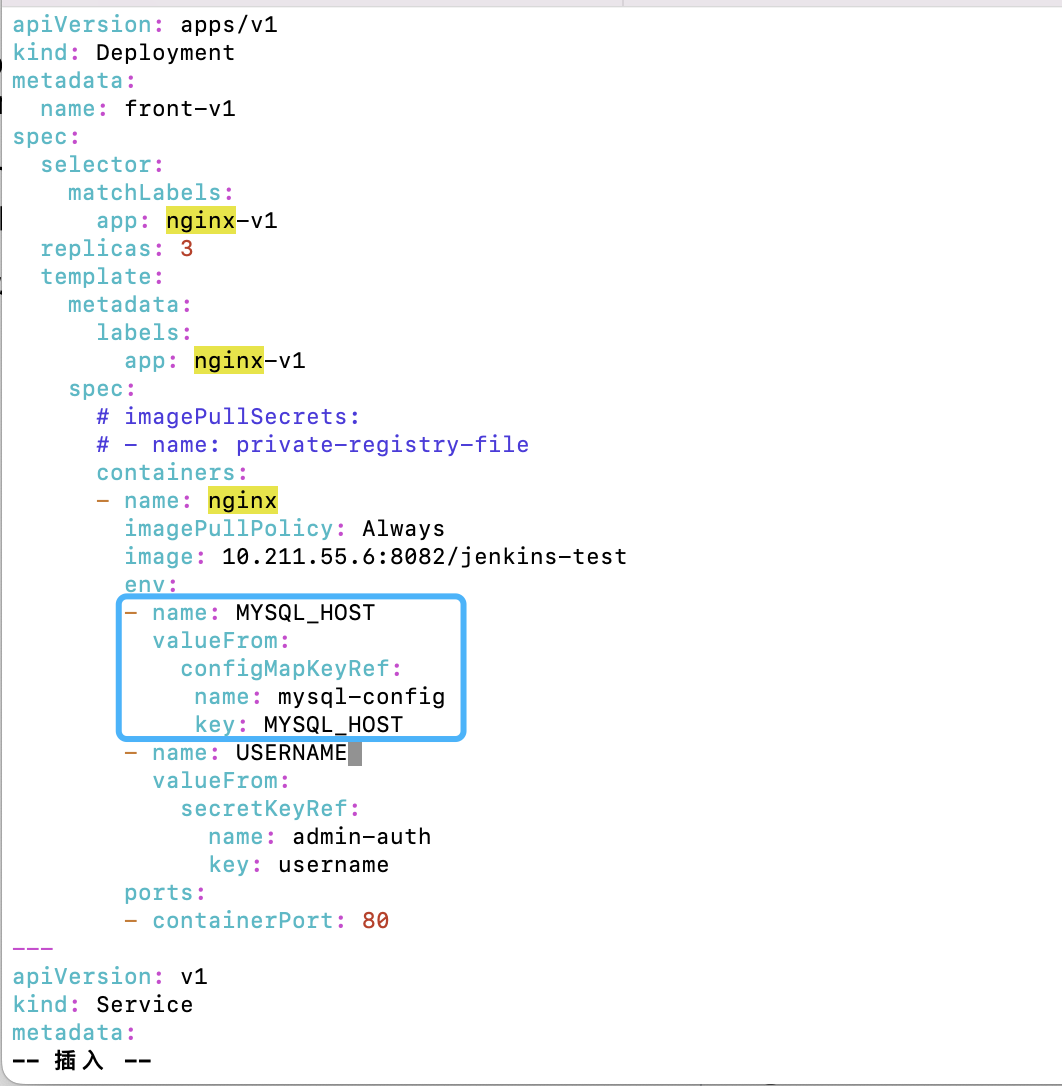 apiVersion: apps/v1
kind: Deployment
metadata:
  name: front-v1
spec:
  selector:
    matchLabels:
      app: nginx-v1
  replicas: 3
  template:
    metadata:
      labels:
        app: nginx-v1
    spec:
      # imagePullSecrets:
      # - name: private-registry-file
      containers:
      - name: nginx
        imagePullPolicy: Always
        image: 10.211.55.6:8082/jenkins-test
        env:
        - name: MYSQL_HOST
          valueFrom:
            configMapKeyRef:
             name: mysql-config
             key: MYSQL_HOST
        - name: USERNAME
          valueFrom:
            secretKeyRef:
              name: admin-auth
              key: username
        ports:
        - containerPort: 80
---
apiVersion: v1
kind: Service
metadata:
-- 插入 --